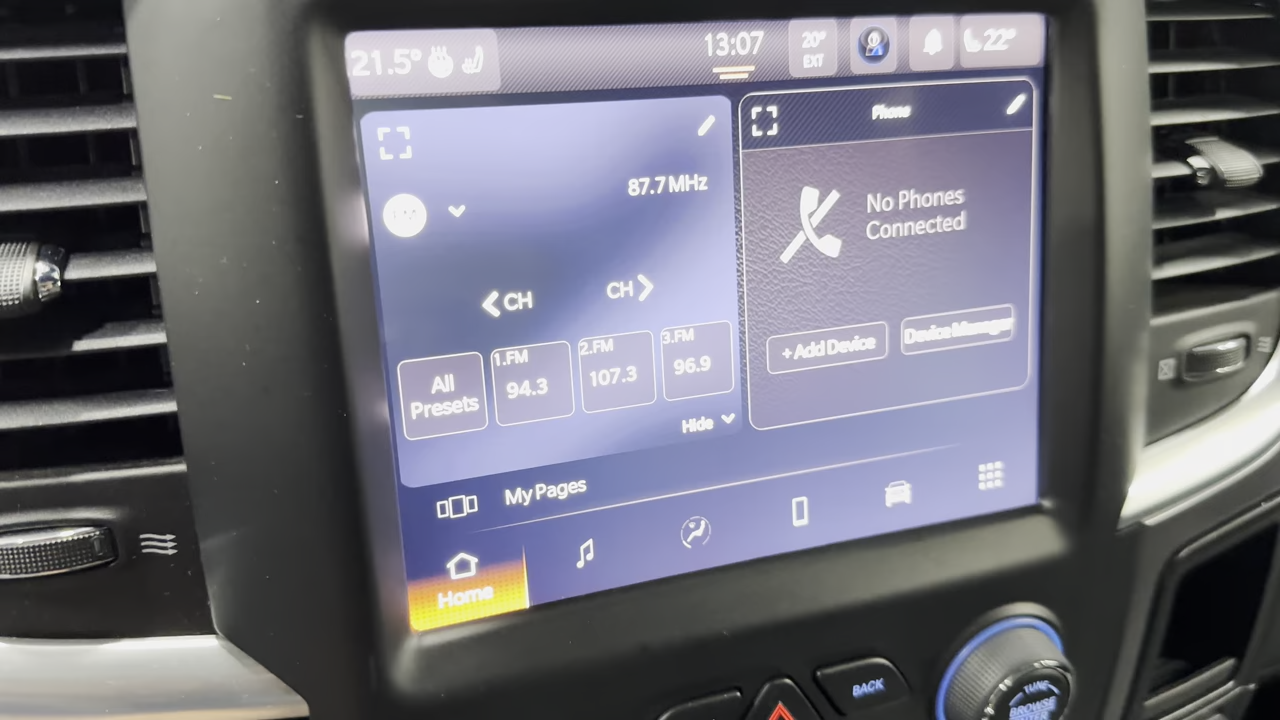 21.5°
13:07
20°
EXT
22°
87.7 MHz
Phone
No Phones
Connected
CH
CH
All
Presets
1.FM
94.3
2.FM
107.3
3.FM
96.9
+ Add Device
Device Manager
Hide
My Pages
Home
BACK
TUNE
BROWSE